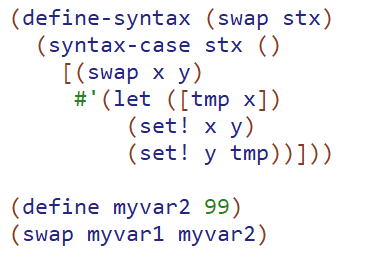 (define-syntax (swap stx)
  (syntax-case stx ()
    [(swap x y)
     #'(let ([tmp x])
         (set! x y)
         (set! y tmp))]))

(define myvar2 99)
(swap myvar1 myvar2)